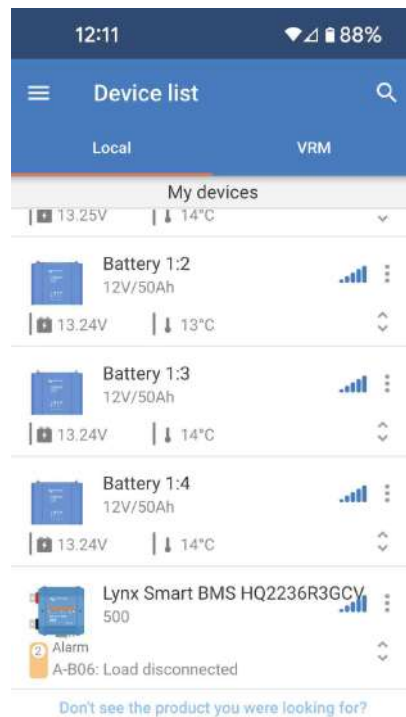 12:11
88%
Device list
Local
VRM
My devices
13.25V
14°C
Battery 1:2
12V/50Ah
13.24V
13°C
Battery 1:3
12V/50Ah
13.24V
14°C
Battery 1:4
12V/50Ah
13.24V
14°C
Lynx Smart BMS HQ2236R3GCV
500
2
Alarm
A-B06: Load disconnected
Don't see the product you were looking for?